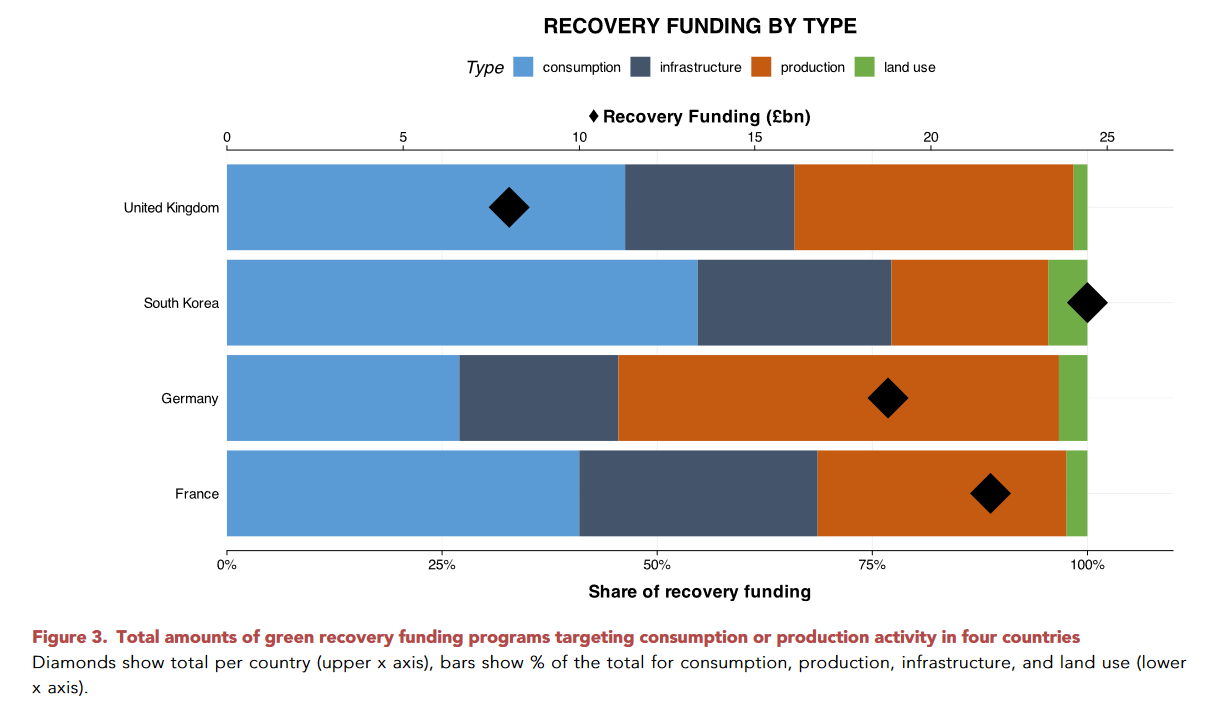 RECOVERY FUNDING BY TYPE
Type consumption infrastructure production land use
♦ Recovery Funding (£bn)
0 5 10 15 20 25
United Kingdom
South Korea
Germany
France
0% 25% 50% 75% 100%
Share of recovery funding
Figure 3. Total amounts of green recovery funding programs targeting consumption or production activity in four countries
Diamonds show total per country (upper x axis), bars show % of the total for consumption, production, infrastructure, and land use (lower
x axis).